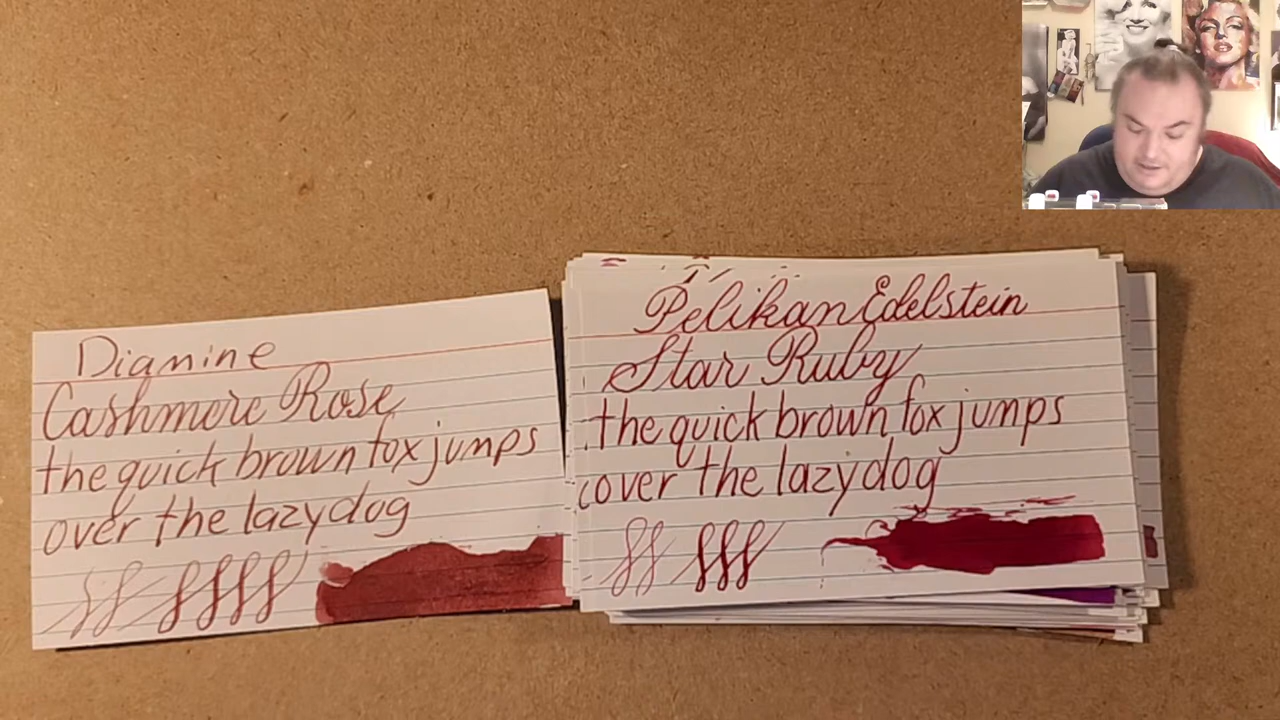 Diamine
Cashmere Rose
the quick brown fox jumps
over the lazy dog
Pelikan Edelstein
Star Ruby
the quick brown fox jumps
over the lazy dog